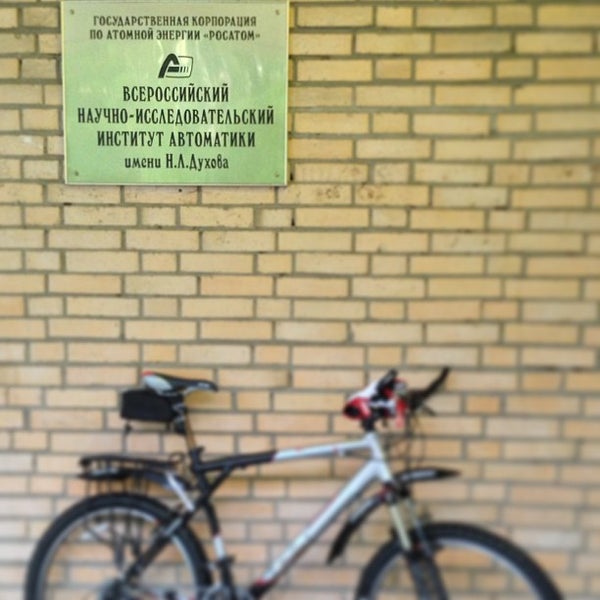 ГОСУДАРСТВЕННАЯ КОРПОРАЦИЯ
ПО АТОМНОЙ ЭНЕРГИИ «РОСАТОМ»
ВСЕРОССИЙСКИЙ
НАУЧНО-ИССЛЕДОВАТЕЛЬСКИЙ
ИНСТИТУТ АВТОМАТИКИ
имени Н.Л.Духова